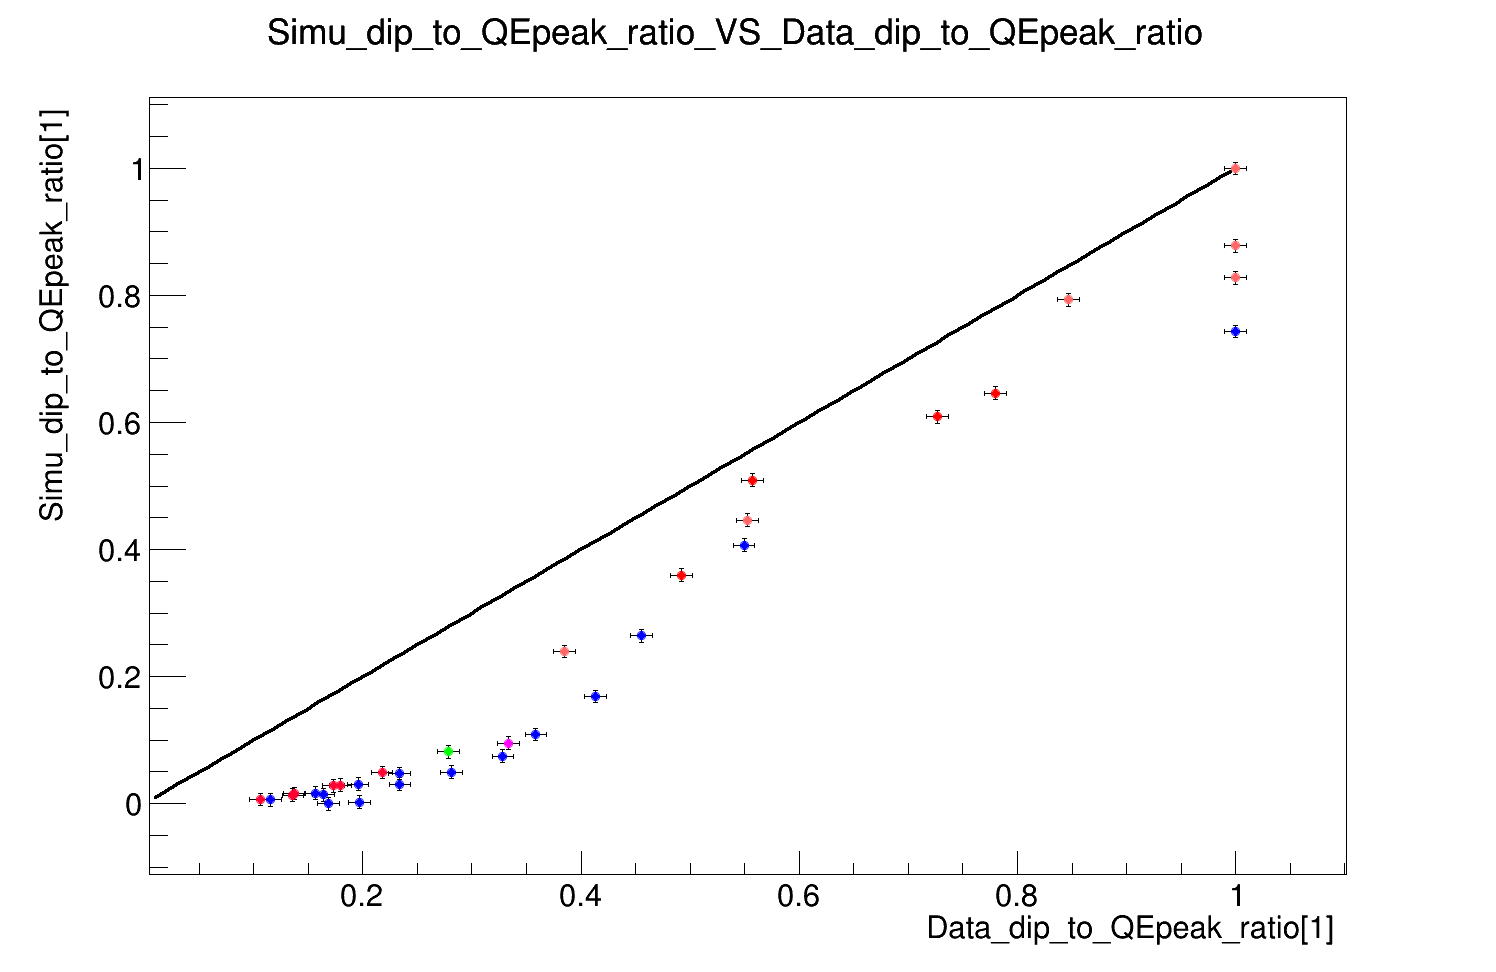 Simu_dip_to_QEpeak_ratio_VS_Data_dip_to_QEpeak_ratio
Simu_dip_to_QEpeak_ratio[1]
1
0.8
0.6
0.4
0.2
0
0.2 0.4 0.6 0.8 1
Data_dip_to_QEpeak_ratio[1]